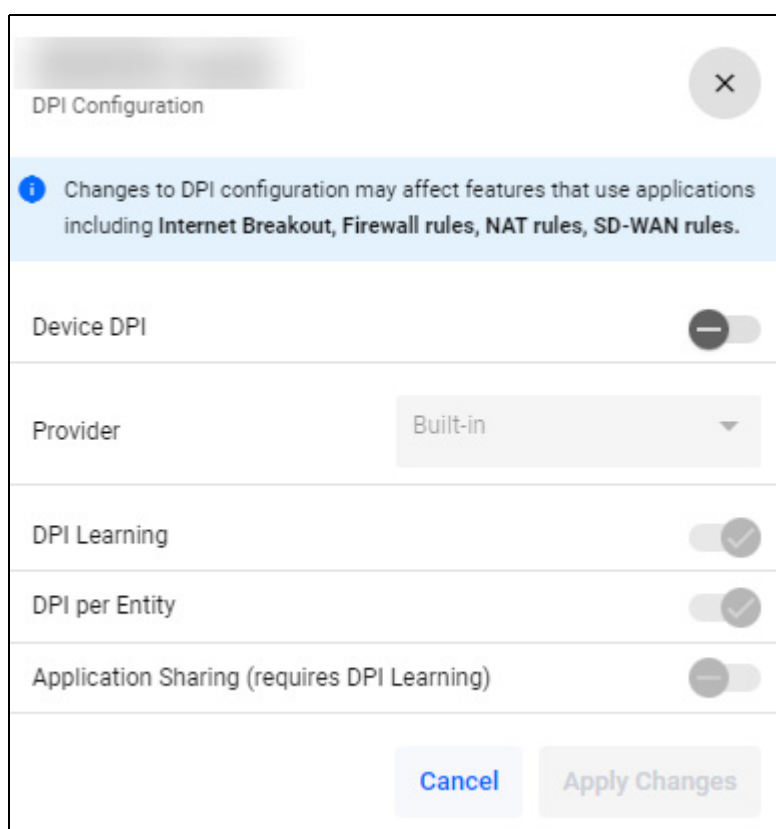 DPI Configuration
Changes to DPI configuration may affect features that use applications
including Internet Breakout, Firewall rules, NAT rules, SD-WAN rules.
Device DPI
Provider
Built-in
DPI Learning
DPI per Entity
Application Sharing (requires DPI Learning)
Cancel
Apply Changes